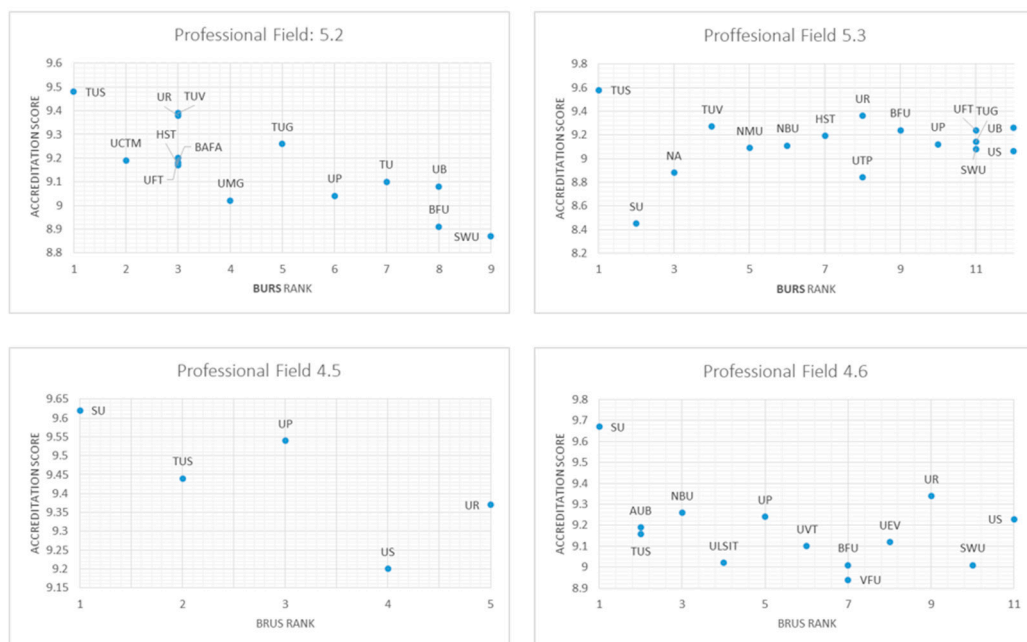 Professional Field: 5.2
ACCREDITATION SCORE
9.6
9.5
9.4
9.3
9.2
9.1
9
8.9
8.8
TUS
UR
TUV
UCTM
HST
BAFA
UFT
UMG
TUG
UP
TU
UB
BFU
SWU
1 2 3 4 5 6 7 8 9
BURS RANK
Proffessional Field 5.3
ACCREDITATION SCORE
9.8
9.6
9.4
9.2
9
8.8
8.6
8.4
8.2
TUS
SU
NA
TUV
NMU
NBU
HST
UR
UTP
BFU
UP
UFT
TUG
UB
US
SWU
1 3 5 7 9 11
BURS RANK
Professional Field 4.5
ACCREDITATION SCORE
9.65
9.6
9.55
9.5
9.45
9.4
9.35
9.3
9.25
9.2
9.15
SU
TUS
UP
US
UR
1 2 3 4 5
BRUS RANK
Professional Field 4.6
ACCREDITATION SCORE
9.8
9.7
9.6
9.5
9.4
9.3
9.2
9.1
9
8.9
SU
AUB
TUS
NBU
ULSIT
UP
UVT
BFU
VFU
UEV
UR
SWU
US
1 3 5 7 9 11
BRUS RANK